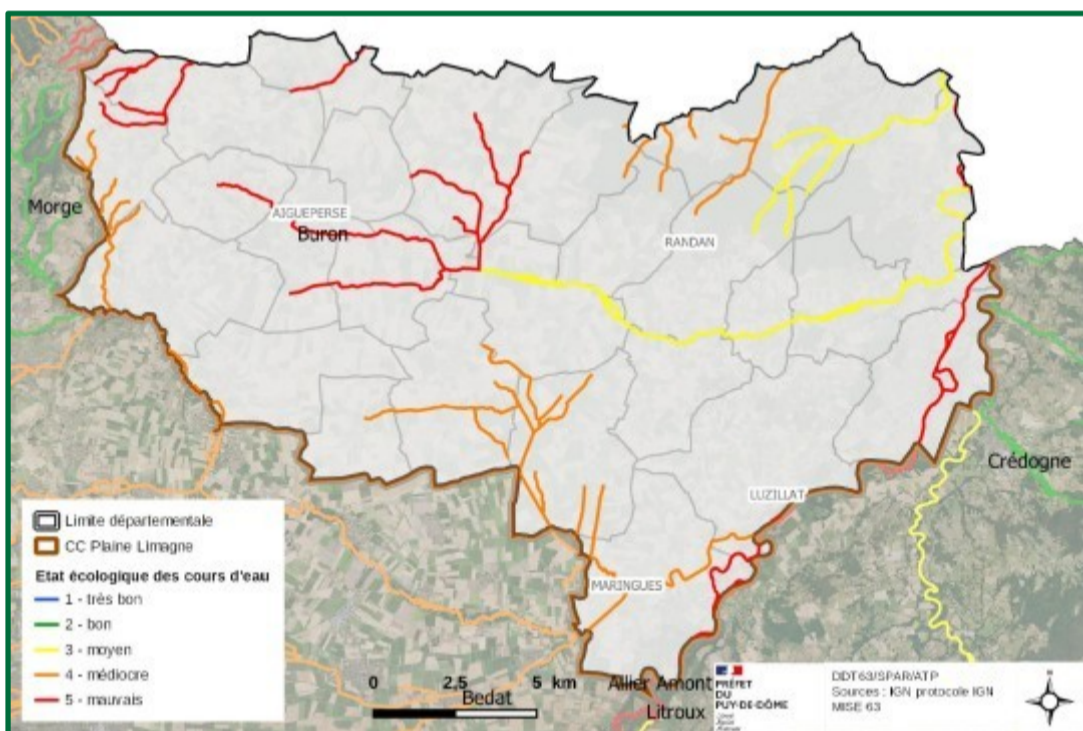 Morge
AIGUEPERSE
Buron
RANDAN
Crédogne
LUZILLAT
MARINGUES
Limite départementale
CC Plaine Limagne
Etat écologique des cours d'eau
1 - très bon
2 - bon
3 - moyen
4 - médiocre
5 - mauvais
0 2,5 5 km
Bedat
Allier Amont
Litroux
PRÉFET
DU
PUY-DE-DÔME
DDT63/SPAR/ATP
Sources : IGN protocole IGN
MISE 63